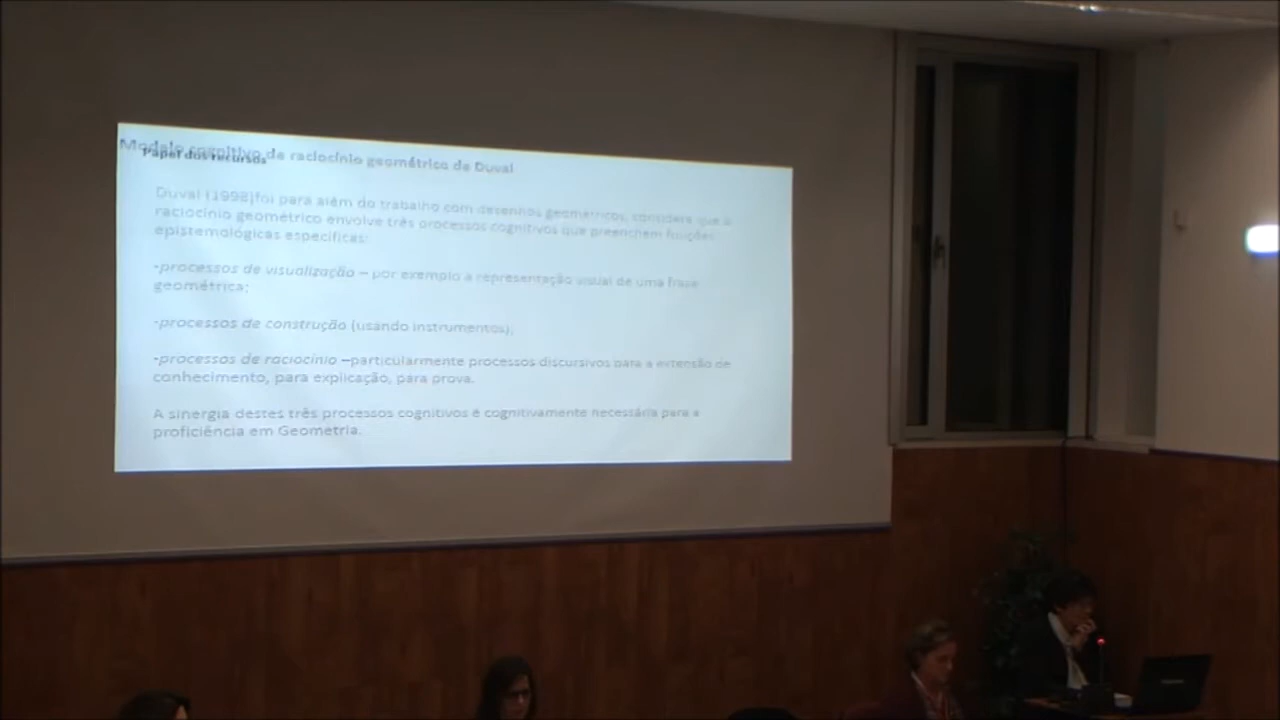 Modelo cognitivo de raciocínio geométrico de Duval
Papel dos recursos
Duval (1998)foi para além do trabalho com desenhos geométricos, considera que o
raciocínio geométrico envolve três processos cognitivos que preenchem funções
epistemológicas específicas:
-processos de visualização – por exemplo a representação visual de uma frase
geométrica;
-processos de construção (usando instrumentos);
-processos de raciocínio –particularmente processos discursivos para a extensão de
conhecimento, para explicação, para prova.
A sinergia destes três processos cognitivos é cognitivamente necessária para a
proficiência em Geometria.